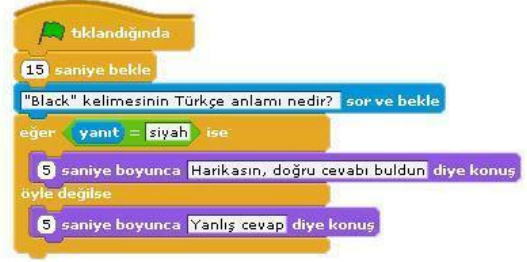 tıklandığında
15 saniye bekle
"Black" kelimesinin Türkçe anlamı nedir? sor ve bekle
eğer yanıt = siyah ise
5 saniye boyunca Harikasın, doğru cevabı buldun diye konuş
öyle değilse
5 saniye boyunca Yanlış cevap diye konuş